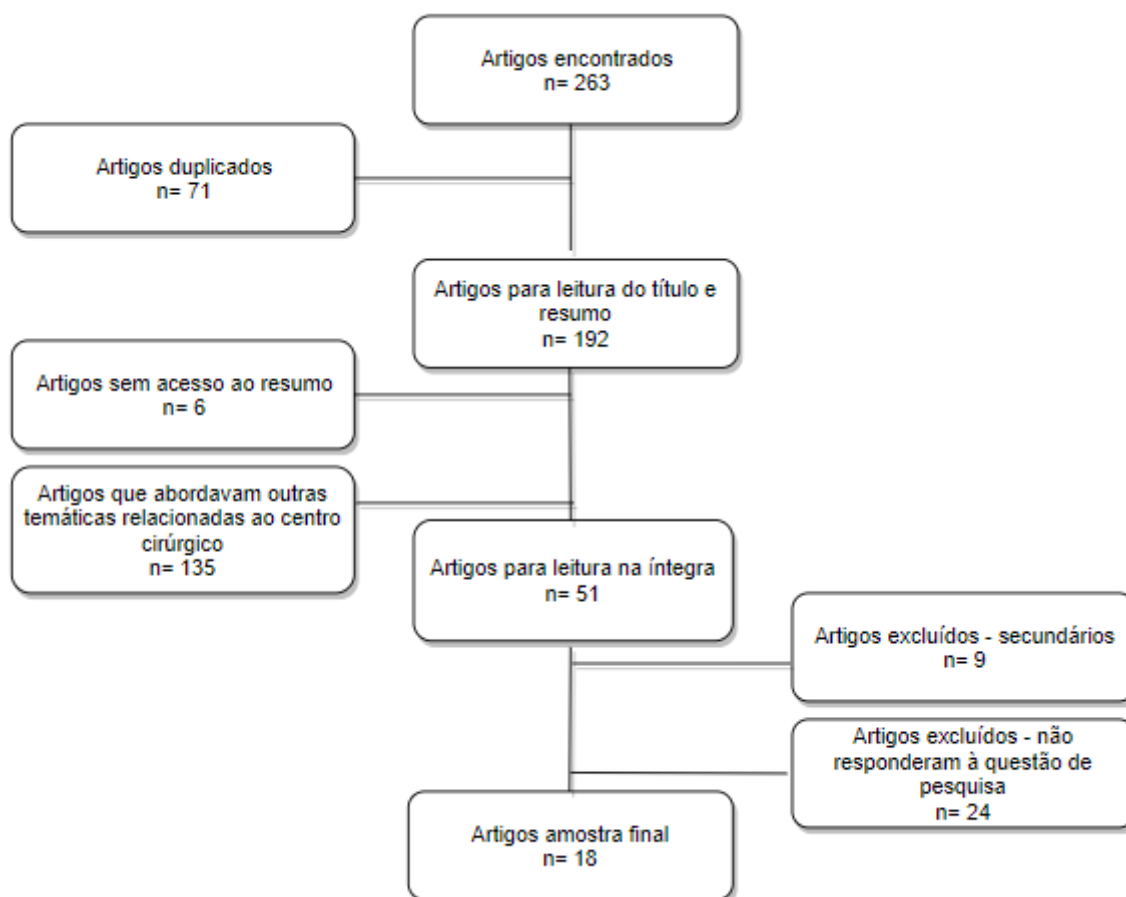 Artigos encontrados
n= 263
Artigos duplicados
n= 71
Artigos para leitura do título e
resumo
n= 192
Artigos sem acesso ao resumo
n= 6
Artigos que abordavam outras
temáticas relacionadas ao centro
cirúrgico
n= 135
Artigos para leitura na íntegra
n= 51
Artigos excluídos - secundários
n= 9
Artigos excluídos - não
responderam à questão de
pesquisa
n= 24
Artigos amostra final
n= 18